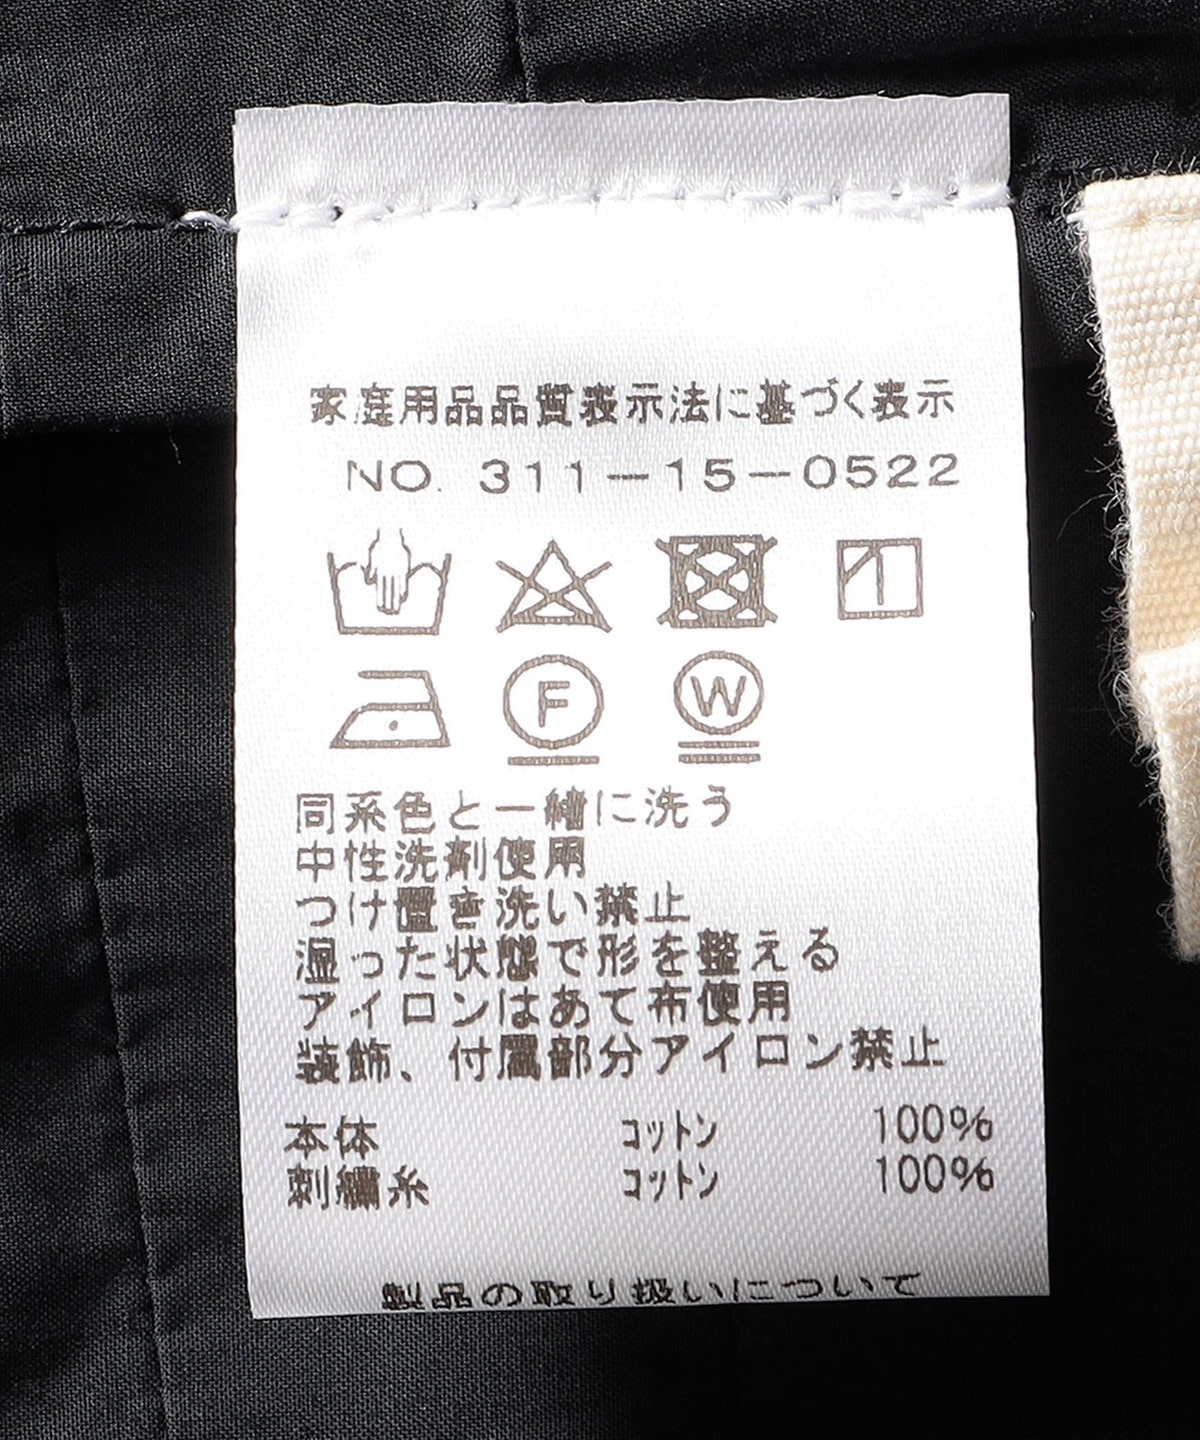 家庭用品品質表示法に基づく表示
NO. 311-15-0522
F W
同系色と一緒に洗う
中性洗剤使用
つけ置き洗い禁止
湿った状態で形を整える
アイロンはあて布使用
装飾、付属部分アイロン禁止
本体 コットン 100%
刺繍糸 コットン 100%
製品の取り扱いについて